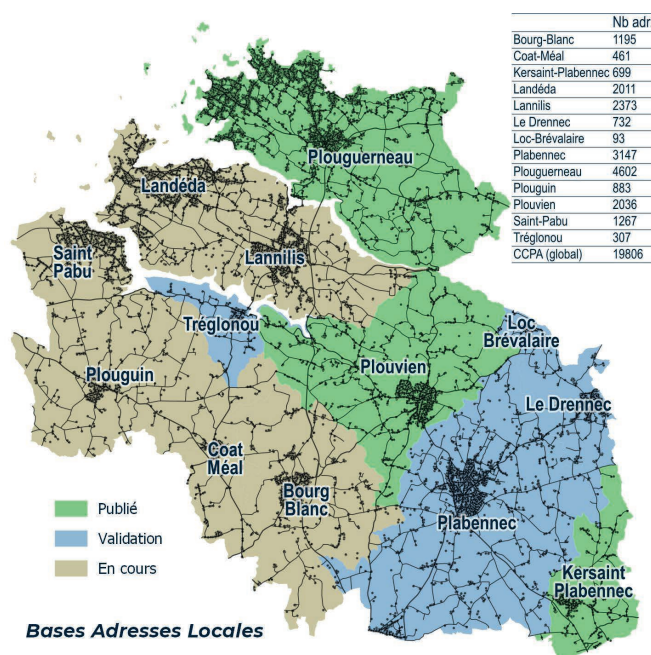 Nb adr.
Bourg-Blanc 1195
Coat-Méal 461
Kersaint-Plabennec 699
Landéda 2011
Lannilis 2373
Le Drennec 732
Loc-Brévalaire 93
Plabennec 3147
Plouguerneau 4602
Plouguin 883
Plouvien 2036
Saint-Pabu 1267
Tréglonou 307
CCPA (global) 19806
Plouguerneau
Landéda
Saint
Pabu
Lannilis
Tréglonou
Loc
Brévalaire
Plouvien
Plouguin
Le Drennec
Coat
Méal
Bourg
Blanc
Plabennec
Kersaint
Plabennec
Publié
Validation
En cours
Bases Adresses Locales